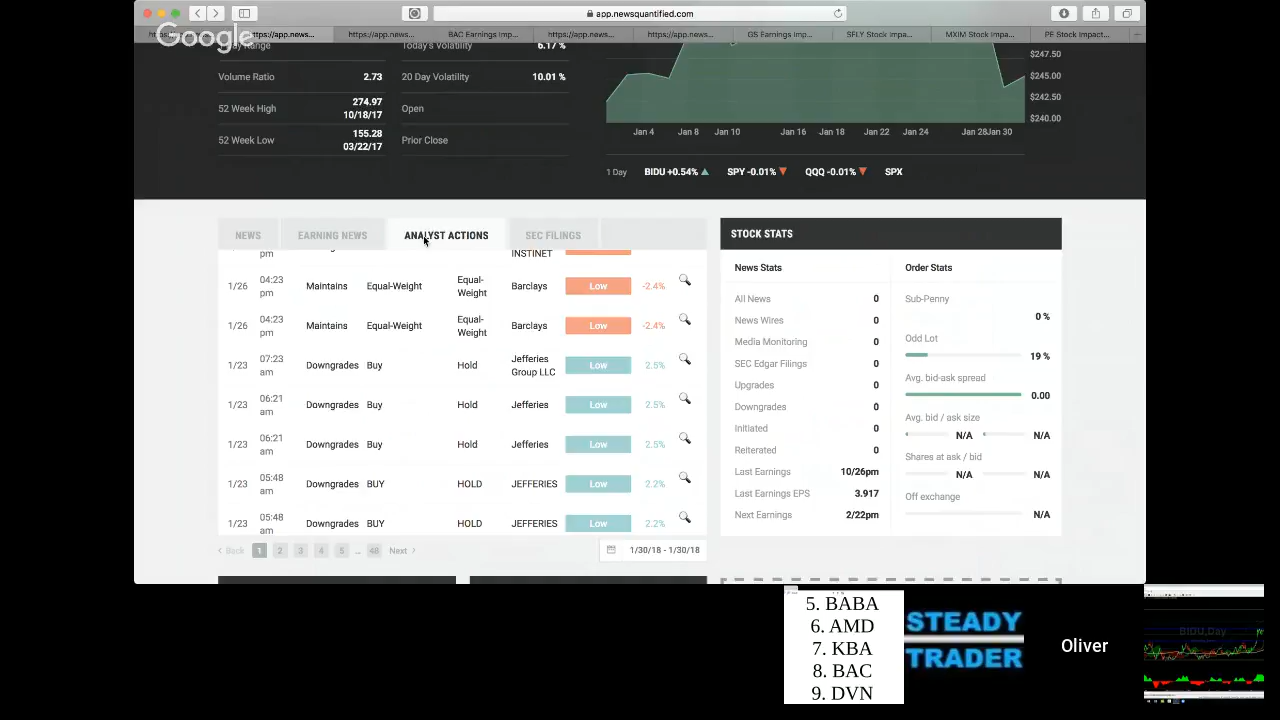 app.newsquantified.com
Google
https://app.news... https://app.news... BAC Earnings Imp... https://app.news... https://app.news... GS Earnings Imp... SFLY Stock Impa... MXIM Stock Impact... PE Stock Impact...
Range Today's Volatility 6.17 % $247.50
Volume Ratio 2.73 20 Day Volatility 10.01 % $245.00
52 Week High 274.97 10/18/17 Open $242.50
$240.00
52 Week Low 155.28 03/22/17 Prior Close
Jan 4 Jan 8 Jan 10 Jan 16 Jan 18 Jan 22 Jan 24 Jan 28 Jan 30
1 Day BIDU +0.54% SPY -0.01% QQQ -0.01% SPX
NEWS EARNING NEWS ANALYST ACTIONS SEC FILINGS
pm INSTINET
1/26 04:23 pm Maintains Equal-Weight Equal-Weight Barclays Low -2.4%
1/26 04:23 pm Maintains Equal-Weight Equal-Weight Barclays Low -2.4%
1/23 07:23 am Downgrades Buy Hold Jefferies Group LLC Low 2.5%
1/23 06:21 am Downgrades Buy Hold Jefferies Low 2.5%
1/23 06:21 am Downgrades Buy Hold Jefferies Low 2.5%
1/23 05:48 am Downgrades BUY HOLD JEFFERIES Low 2.2%
1/23 05:48 am Downgrades BUY HOLD JEFFERIES Low 2.2%
Back 1 2 3 4 5 ... 48 Next
1/30/18 - 1/30/18
STOCK STATS
News Stats
All News 0
News Wires 0
Media Monitoring 0
SEC Edgar Filings 0
Upgrades 0
Downgrades 0
Initiated 0
Reiterated 0
Last Earnings 10/26pm
Last Earnings EPS 3.917
Next Earnings 2/22pm
Order Stats
Sub-Penny
0 %
Odd Lot
19 %
Avg. bid-ask spread
0.00
Avg. bid / ask size
N/A N/A
Shares at ask / bid
N/A N/A
Off exchange
N/A
5. BABA
6. AMD
7. KBA
8. BAC
9. DVN
STEADY
TRADER
Oliver
BIDU,Day